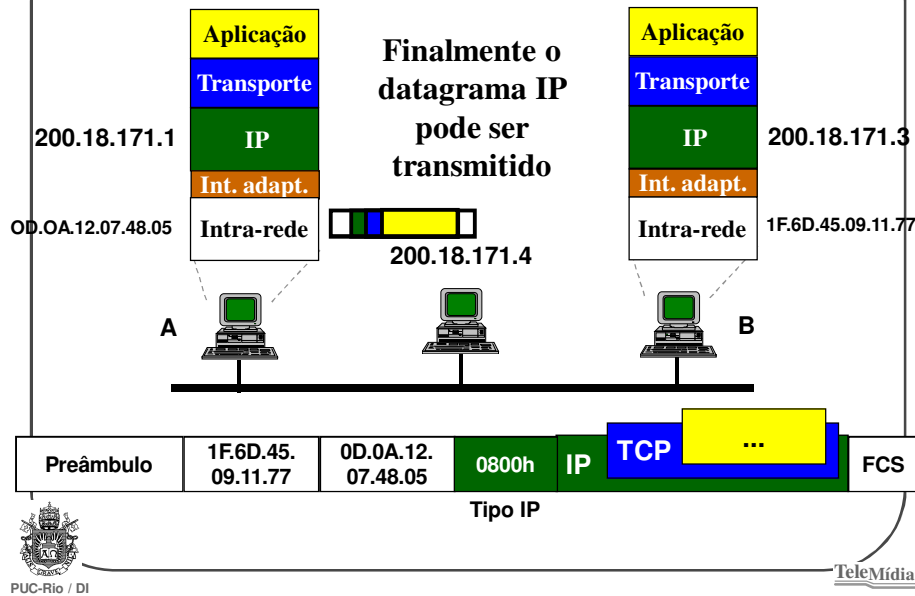 Aplicação
Transporte
IP
Int. adapt.
Intra-rede
200.18.171.1
OD.OA.12.07.48.05
Finalmente o
datagrama IP
pode ser
transmitido
200.18.171.4
Aplicação
Transporte
IP
Int. adapt.
Intra-rede
200.18.171.3
1F.6D.45.09.11.77
A
B
Preâmbulo
1F.6D.45.
09.11.77
0D.0A.12.
07.48.05
0800h
IP
TCP
...
FCS
Tipo IP
PUC-Rio / DI
TeleMídia